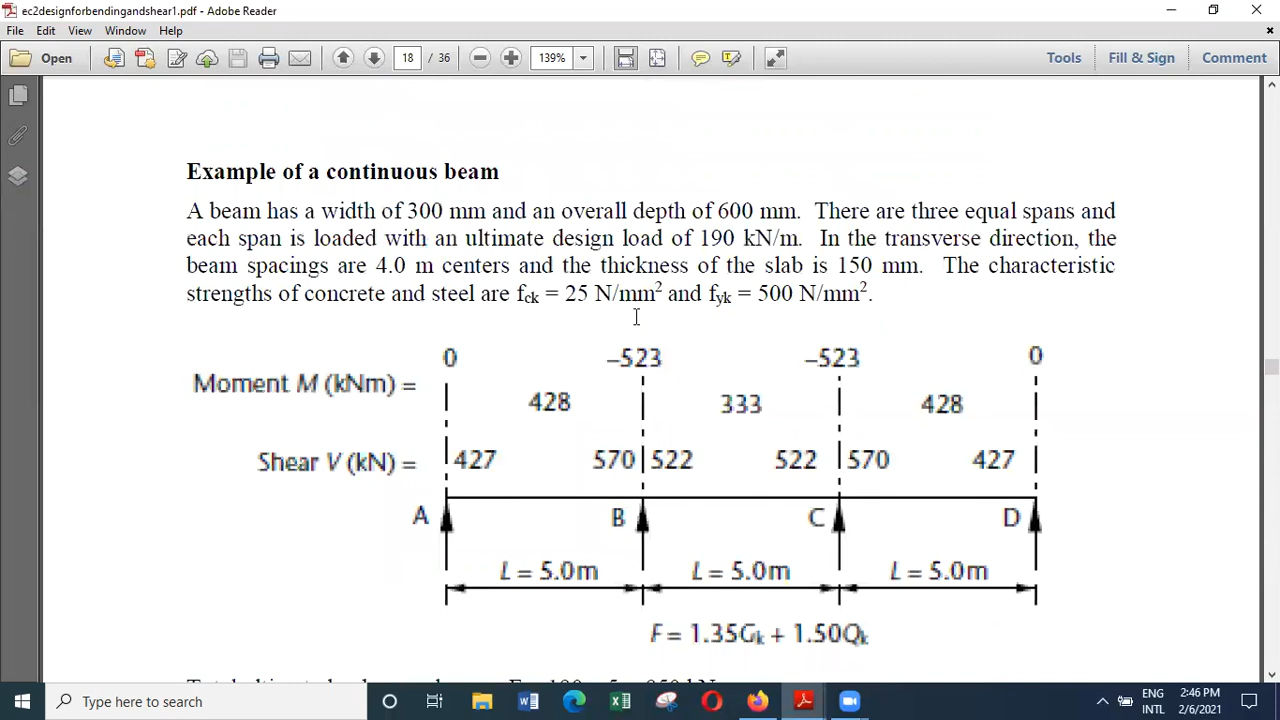 ec2designforbendingandshear1.pdf - Adobe Reader
File Edit View Window Help
Open 18 / 36 139% Tools Fill & Sign Comment
Example of a continuous beam
A beam has a width of 300 mm and an overall depth of 600 mm. There are three equal spans and
each span is loaded with an ultimate design load of 190 kN/m. In the transverse direction, the
beam spacings are 4.0 m centers and the thickness of the slab is 150 mm. The characteristic
strengths of concrete and steel are fck = 25 N/mm² and fyk = 500 N/mm².
0 –523 –523 0
Moment M (kNm) =
428 333 428
Shear V (kN) = 427 570 522 522 570 427
A B C D
L = 5.0m L = 5.0m L = 5.0m
F = 1.35Gk + 1.50Qk
Type here to search
ENG
INTL
2:46 PM
2/6/2021